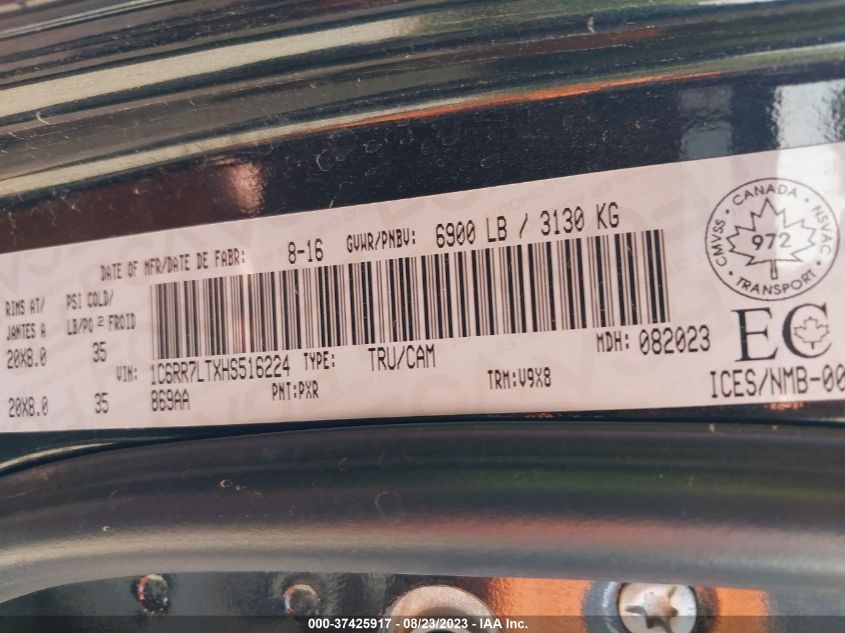 DATE OF MFR/DATE DE FABR: 8-16 GVWR/PNBV: 6900 LB / 3130 KG
RIMS AT/ PSI COLD/
JANTES A LB/PO 2 FROID
20X8.0 35
VIN: 1C6RR7LTXHS516224 TYPE: TRU/CAM MDH: 082023
20X8.0 35 869AA PNT:PXR TRM:V9X8
CANADA
CMVSS NSVAC
972
TRANSPORT
EC
ICES/NMB-00
000-37425917 - 08/23/2023 - IAA Inc.